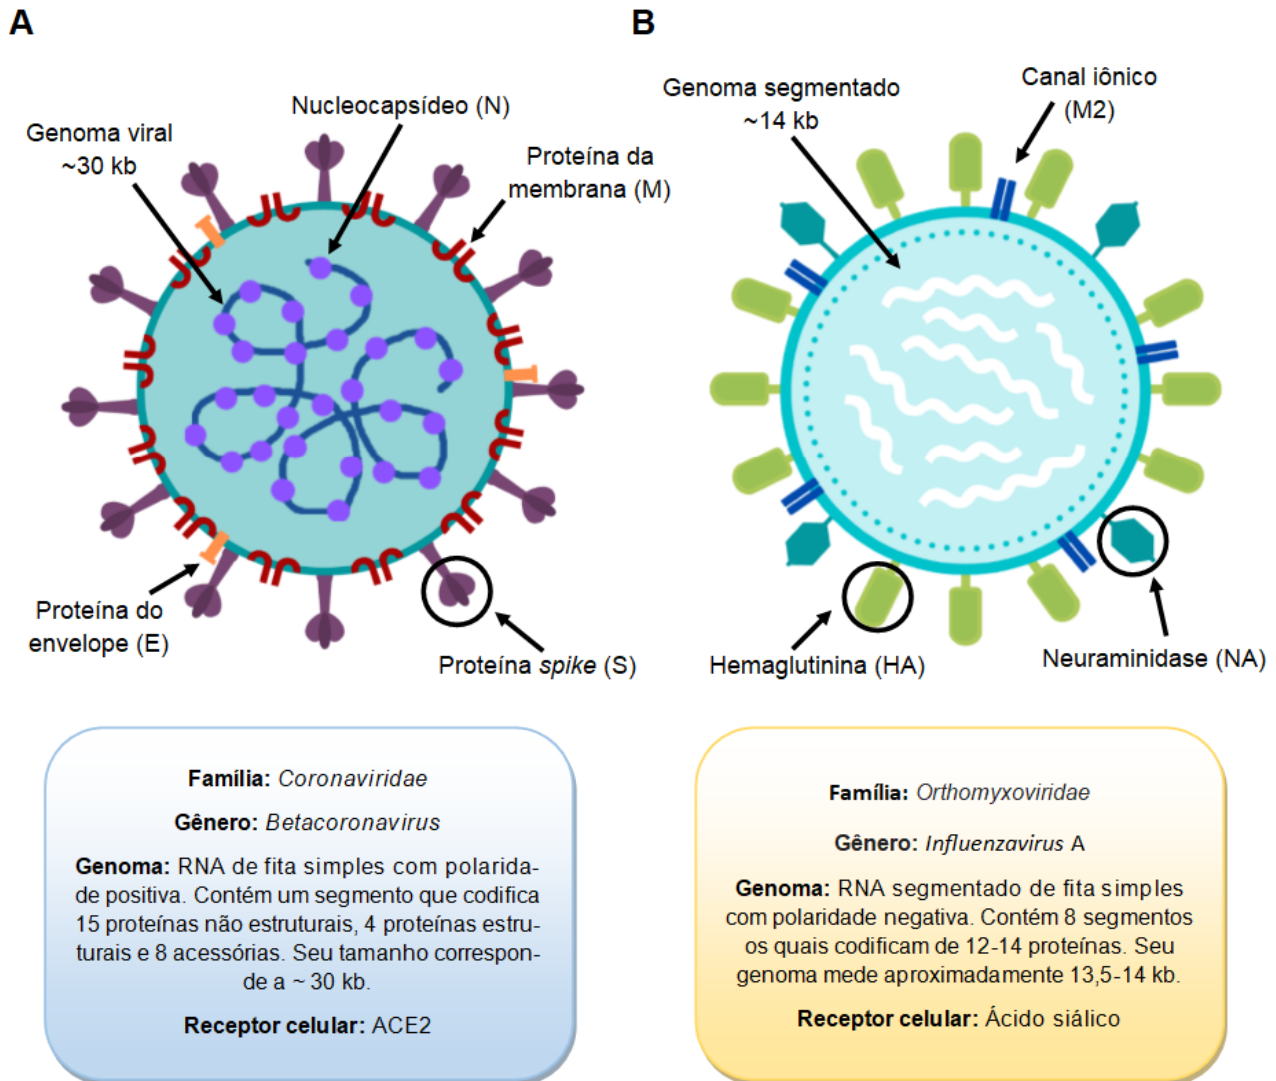 A
Nucleocapsídeo (N)
Genoma viral
~30 kb
Proteína da
membrana (M)
Proteína do
envelope (E)
Proteína spike (S)
B
Canal iônico
(M2)
Genoma segmentado
~14 kb
Hemaglutinina (HA)
Neuraminidase (NA)
Família: Coronaviridae
Gênero: Betacoronavirus
Genoma: RNA de fita simples com polarida-
de positiva. Contém um segmento que codifica
15 proteínas não estruturais, 4 proteínas estru-
turais e 8 acessórias. Seu tamanho correspon-
de a ~ 30 kb.
Receptor celular: ACE2
Família: Orthomyxoviridae
Gênero: Influenzavirus A
Genoma: RNA segmentado de fita simples
com polaridade negativa. Contém 8 segmentos
os quais codificam de 12-14 proteínas. Seu
genoma mede aproximadamente 13,5-14 kb.
Receptor celular: Ácido siálico